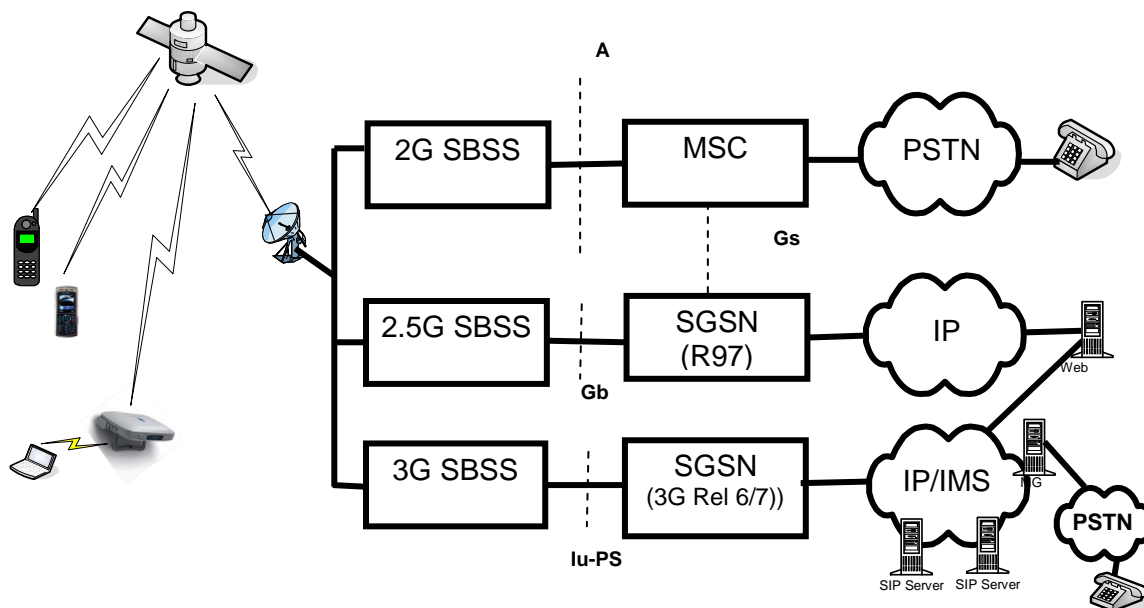 A
2G SBSS
MSC
PSTN
Gs
2.5G SBSS
SGSN
(R97)
IP
Gb
Web
3G SBSS
SGSN
(3G Rel 6/7))
IP/IMS
MG
PSTN
Iu-PS
SIP Server
SIP Server